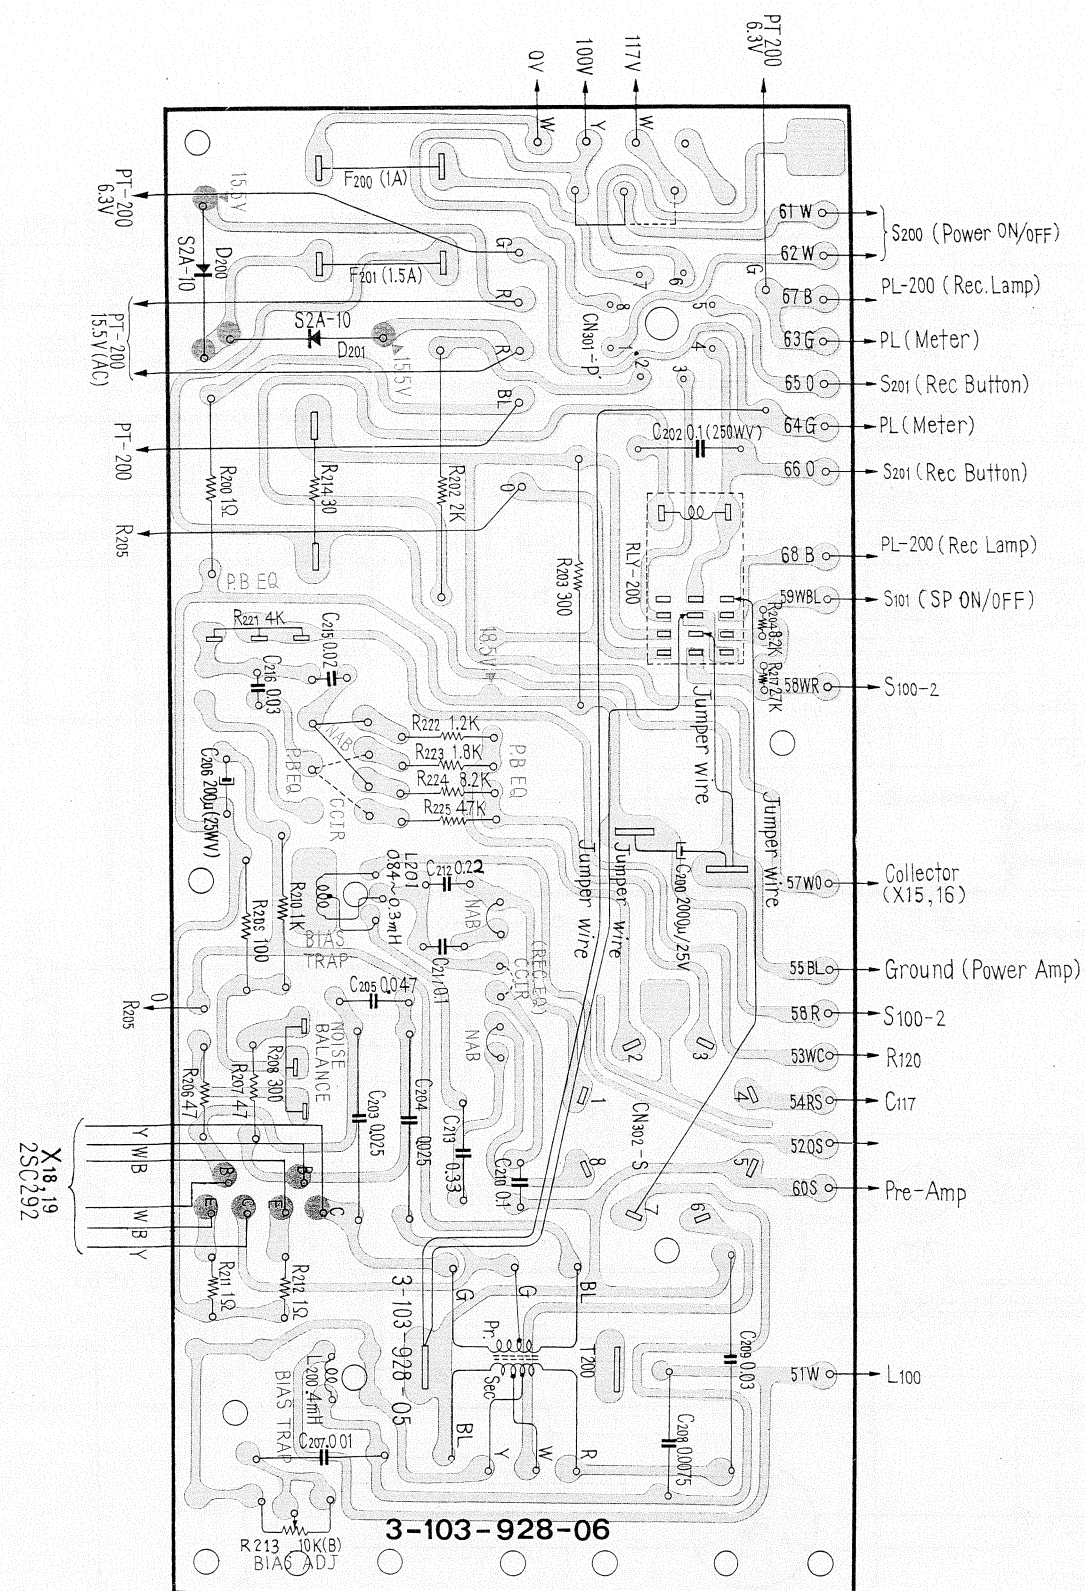 PT 200
6.3V
0V
100V
117V
W
Y
W
PT-200
6.3V
15.5V
F200 (1A)
D200
S2A-10
F201 (1.5A)
G
R
S2A-10
D201
15.5V
R
BL
PT-200
15.5V (AC)
PT-200
R205
61 W
62 W
S200 (Power ON/OFF)
G
67 B
PL-200 (Rec.Lamp)
63G
PL (Meter)
65 0
S201 (Rec Button)
64G
PL (Meter)
66 0
S201 (Rec Button)
68 B
PL-200 (Rec Lamp)
59WBL
S101 (SP ON/OFF)
58WR
S100-2
57W0
Collector
(X15,16)
55BL
Ground (Power Amp)
58R
S100-2
53WC
R120
54RS
C117
52QS
60S
Pre-Amp
51W
L100
7
6
8
5
CN301-P
1
2
3
4
C202 0.1 (250WV)
R200 1Ω
R214 30
R202 2K
0
R203 300
RLY-200
R204 8.2K
R217 27K
P.B EQ
R221 4K
C215 0.02
C216 0.03
18.5V
NAB
R222 1.2K
R223 1.8K
R224 8.2K
R225 47K
P.B EQ
P.B EQ
CCIR
C206 200μ(25WV)
Jumper wire
Jumper wire
Jumper wire
Jumper wire
C200 2000μ/25V
L201
0.84~0.3mH
C212 0.22
BIAS
TRAP
R210 1K
R209 100
NAB
C211 0.1
(REC EQ)
CCIR
C205 0.047
0
R205
NOISE
BALANCE
R208 300
R206 47
R207 47
NAB
C203 0.025
C204 0.025
C213 0.33
C210 0.1
2
3
1
4
CN302-S
8
5
7
6
Y
W
B
X18,19
2SC292
W
B
Y
B
B
E
C
E
C
R211 1Ω
R212 1Ω
3-103-928-05
G
G
BL
Pr.
Sec
T200
BL
Y
W
R
C209 0.03
C208 0.0075
L200 .4mH
BIAS TRAP
C207 0.01
R213 10K(B)
BIAS ADJ
3-103-928-06